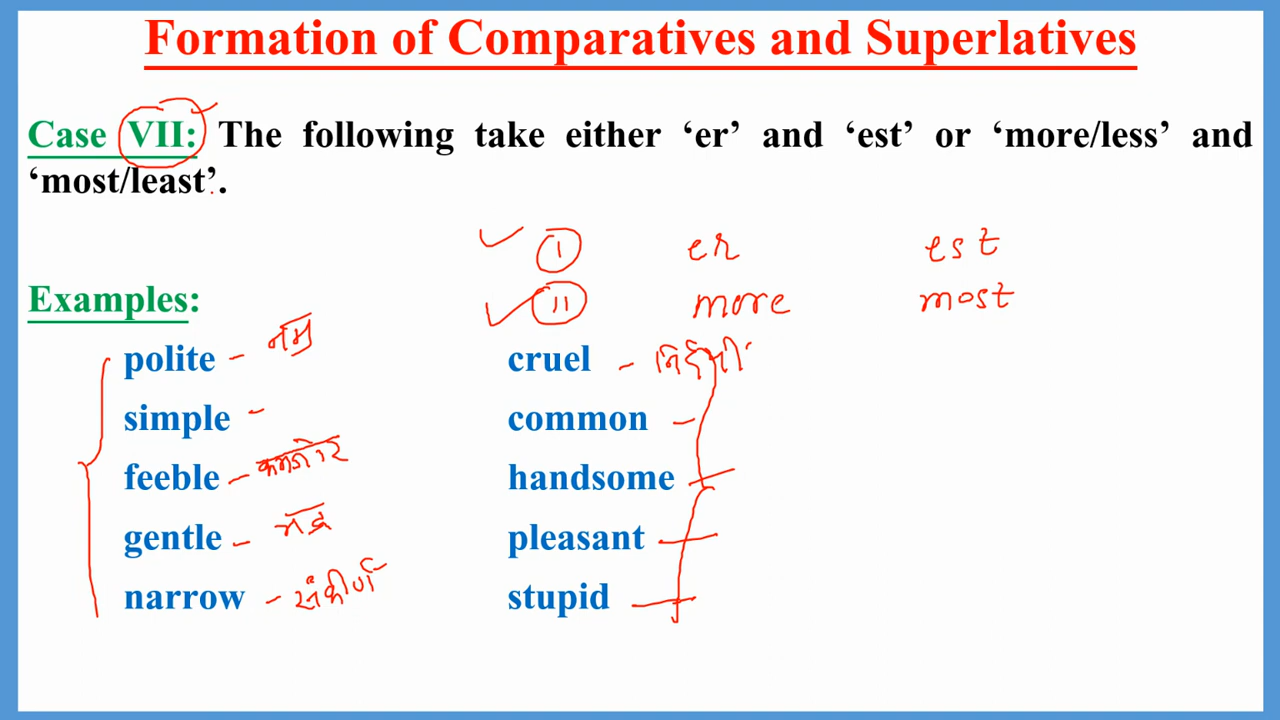 Formation of Comparatives and Superlatives
Case VII: The following take either ‘er’ and ‘est’ or ‘more/less’ and
‘most/least’.
I er est
Examples: II more most
polite - नम्र cruel - निर्दयी
simple - common -
feeble - कमजोर handsome -
gentle - भद्र pleasant -
narrow - संकीर्ण stupid -